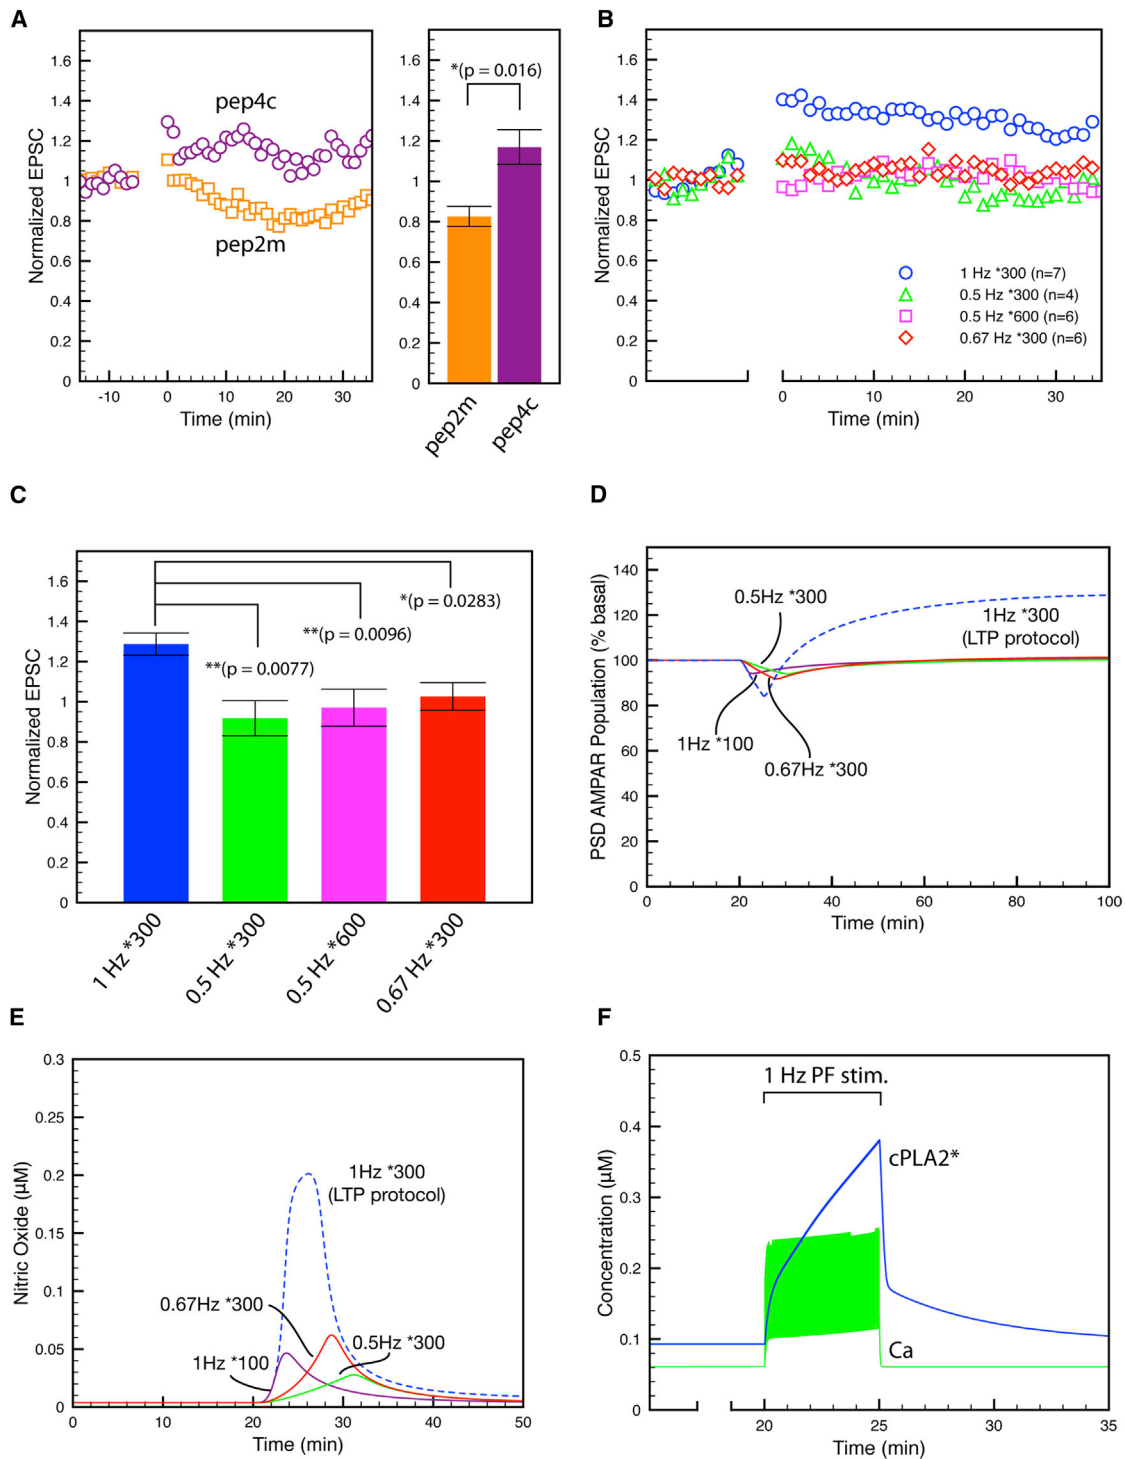 A
Normalized EPSC
1.6
1.4
1.2
1
0.8
0.6
0.4
0.2
0
pep4c
pep2m
-10
0
10
20
30
Time (min)
1.6
1.4
1.2
1
0.8
0.6
0.4
0.2
0
*(p = 0.016)
pep2m
pep4c
B
Normalized EPSC
1.6
1.4
1.2
1
0.8
0.6
0.4
0.2
0
1 Hz *300 (n=7)
0.5 Hz *300 (n=4)
0.5 Hz *600 (n=6)
0.67 Hz *300 (n=6)
0
10
20
30
Time (min)
C
Normalized EPSC
1.6
1.4
1.2
1
0.8
0.6
0.4
0.2
0
*(p = 0.0283)
**(p = 0.0096)
**(p = 0.0077)
1 Hz *300
0.5 Hz *300
0.5 Hz *600
0.67 Hz *300
D
PSD AMPAR Population (% basal)
140
120
100
80
60
40
20
0
0.5Hz *300
1Hz *300
(LTP protocol)
1Hz *100
0.67Hz *300
0
20
40
60
80
100
Time (min)
E
Nitric Oxide (μM)
0.3
0.25
0.2
0.15
0.1
0.05
0
1Hz *300
(LTP protocol)
0.67Hz *300
0.5Hz *300
1Hz *100
0
10
20
30
40
50
Time (min)
F
Concentration (μM)
0.5
0.4
0.3
0.2
0.1
0
1 Hz PF stim.
cPLA2*
Ca
20
25
30
35
Time (min)